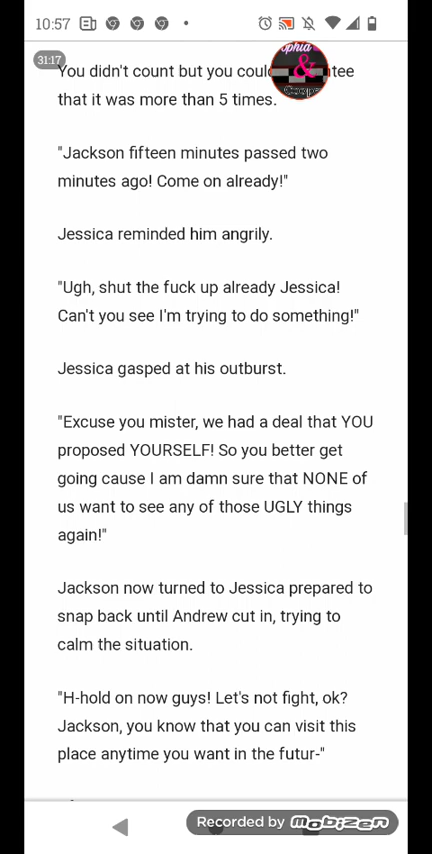 10:57
31:17
You didn't count but you coul tee
that it was more than 5 times.
"Jackson fifteen minutes passed two
minutes ago! Come on already!"
Jessica reminded him angrily.
"Ugh, shut the fuck up already Jessica!
Can't you see I'm trying to do something!"
Jessica gasped at his outburst.
"Excuse you mister, we had a deal that YOU
proposed YOURSELF! So you better get
going cause I am damn sure that NONE of
us want to see any of those UGLY things
again!"
Jackson now turned to Jessica prepared to
snap back until Andrew cut in, trying to
calm the situation.
"H-hold on now guys! Let's not fight, ok?
Jackson, you know that you can visit this
place anytime you want in the futur-"
Recorded by Mobizen